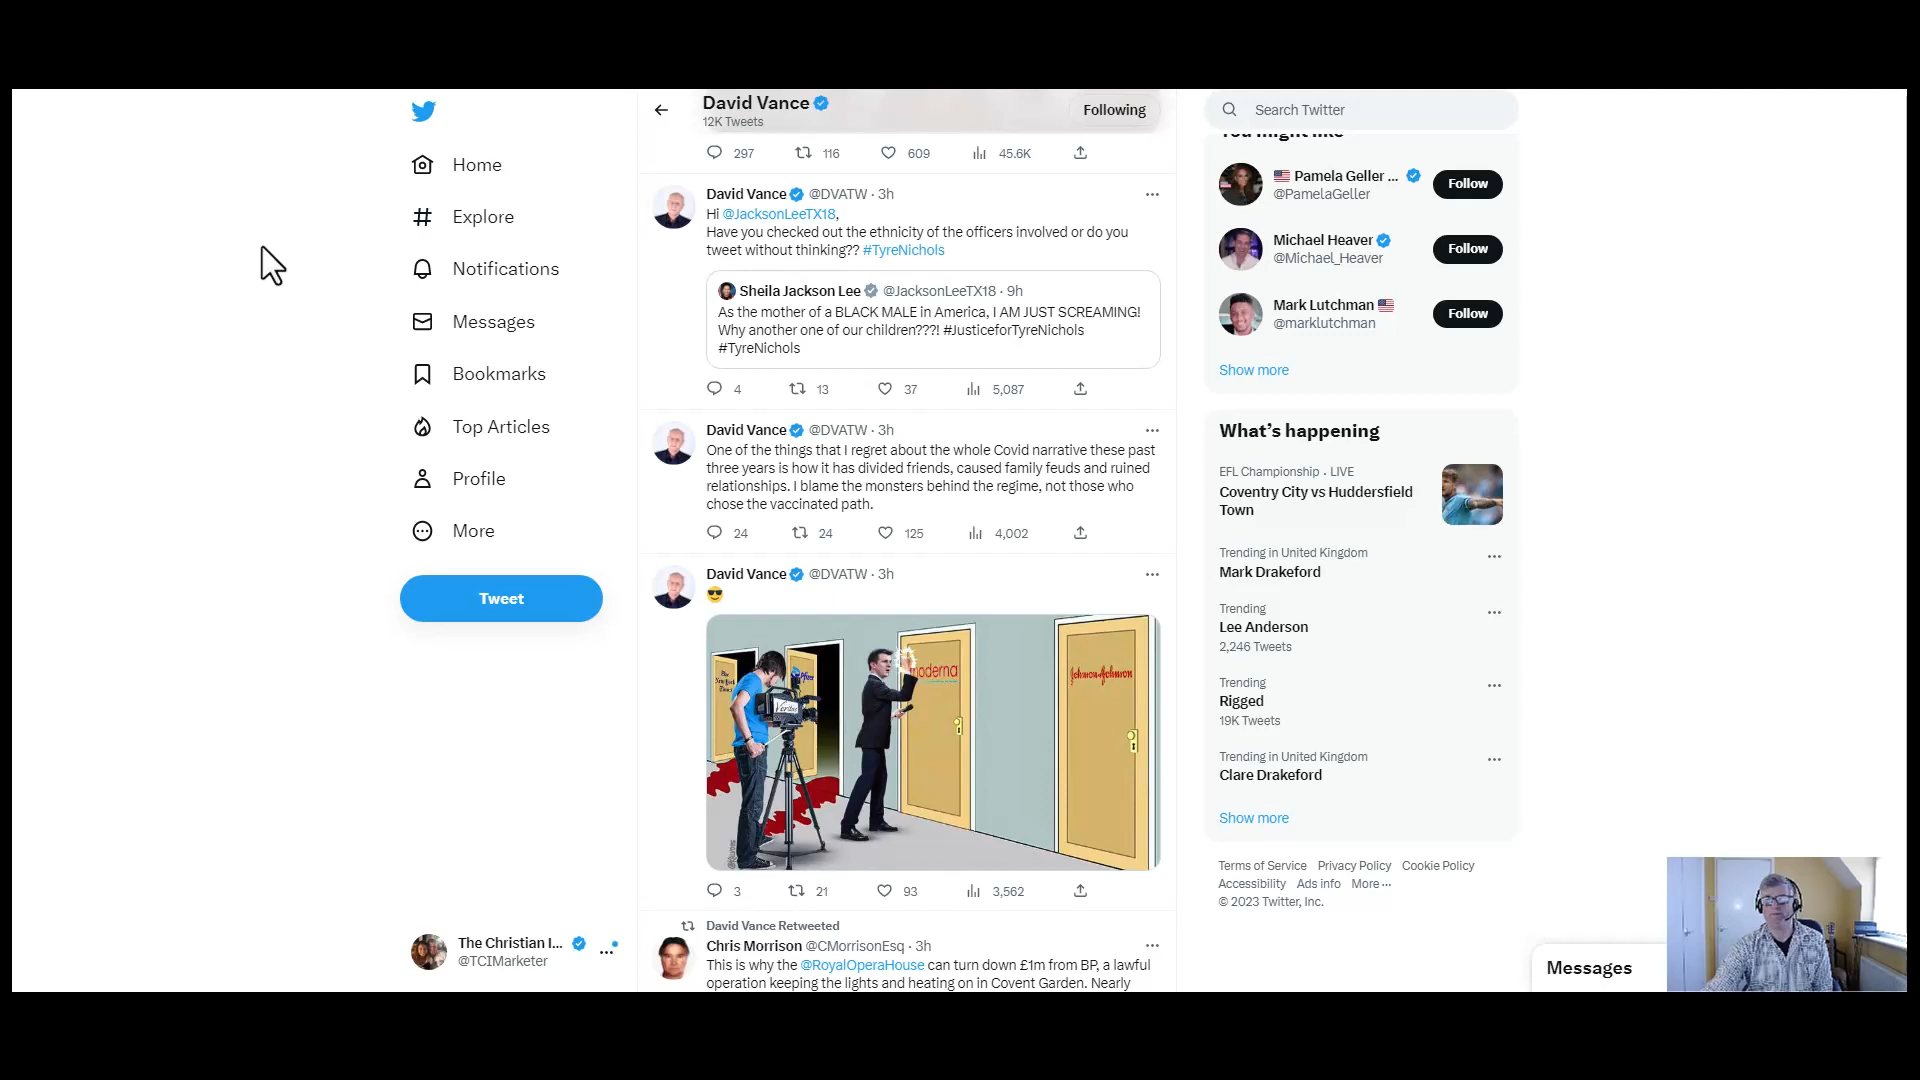 David Vance
12K Tweets
Following
Search Twitter
You might like
Home
Explore
Notifications
Messages
Bookmarks
Top Articles
Profile
More
Tweet
The Christian I...
@TCIMarketer
297 116 609 45.6K
David Vance @DVATW · 3h
Hi @JacksonLeeTX18,
Have you checked out the ethnicity of the officers involved or do you
tweet without thinking?? #TyreNichols
Sheila Jackson Lee @JacksonLeeTX18 · 9h
As the mother of a BLACK MALE in America, I AM JUST SCREAMING!
Why another one of our children???! #JusticeforTyreNichols
#TyreNichols
4 13 37 5,087
David Vance @DVATW · 3h
One of the things that I regret about the whole Covid narrative these past
three years is how it has divided friends, caused family feuds and ruined
relationships. I blame the monsters behind the regime, not those who
chose the vaccinated path.
24 24 125 4,002
David Vance @DVATW · 3h
The
New York
Times
Pfizer
Veritas
moderna
Johnson & Johnson
3 21 93 3,562
David Vance Retweeted
Chris Morrison @CMorrisonEsq · 3h
This is why the @RoyalOperaHouse can turn down £1m from BP, a lawful
operation keeping the lights and heating on in Covent Garden. Nearly
Pamela Geller ...
@PamelaGeller
Follow
Michael Heaver
@Michael_Heaver
Follow
Mark Lutchman
@marklutchman
Follow
Show more
What's happening
EFL Championship · LIVE
Coventry City vs Huddersfield
Town
Trending in United Kingdom
Mark Drakeford
Trending
Lee Anderson
2,246 Tweets
Trending
Rigged
19K Tweets
Trending in United Kingdom
Clare Drakeford
Show more
Terms of Service Privacy Policy Cookie Policy
Accessibility Ads info More ···
© 2023 Twitter, Inc.
Messages